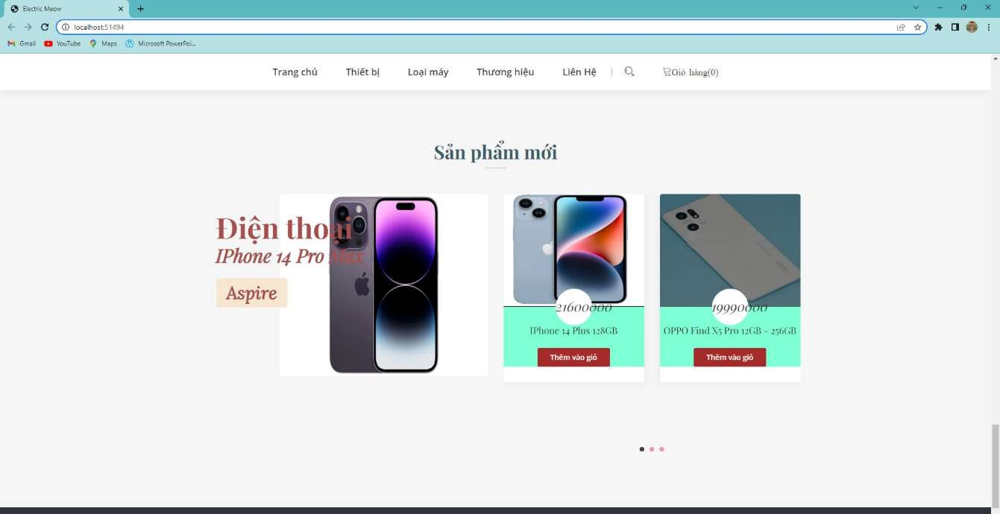 Electric Meow
localhost:51494
Gmail YouTube Maps Microsoft PowerPoi...
Trang chủ Thiết bị Loại máy Thương hiệu Liên Hệ Giỏ hàng(0)
Sản phẩm mới
Điện thoại
IPhone 14 Pro Max
Aspire
21600000
IPhone 14 Plus 128GB
Thêm vào giỏ
19990000
OPPO Find X5 Pro 12GB - 256GB
Thêm vào giỏ